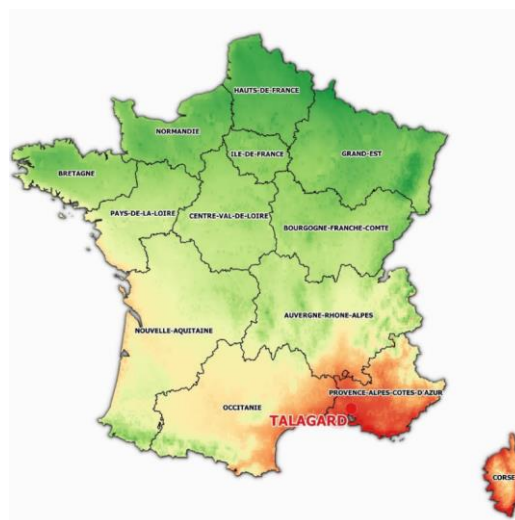 HAUTS-DE-FRANCE
NORMANDIE
ILE-DE-FRANCE
GRAND-EST
BRETAGNE
PAYS-DE-LA-LOIRE
CENTRE-VAL-DE-LOIRE
BOURGOGNE-FRANCHE-COMTE
AUVERGNE-RHONE-ALPES
NOUVELLE-AQUITAINE
PROVENCE-ALPES-COTES-D'AZUR
OCCITANIE
TALAGARD
CORSE